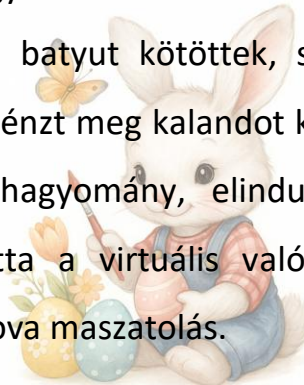 batyut kötöttek, s
énzt meg kalandot k
hagyomány, elindu
tta a virtuális való
ova maszatolás.